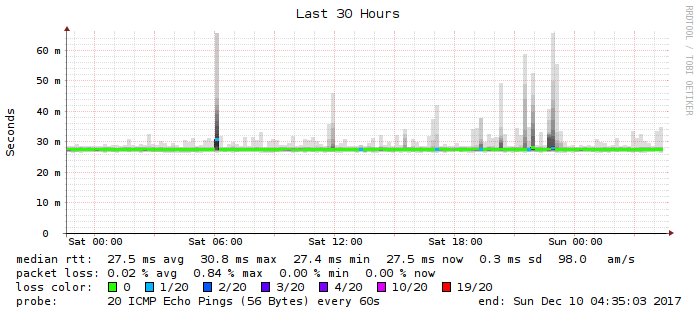 Last 30 Hours
RRDTOOL / TOBI OETIKER
Seconds
60 m
50 m
40 m
30 m
20 m
10 m
0
Sat 00:00 Sat 06:00 Sat 12:00 Sat 18:00 Sun 00:00
median rtt: 27.5 ms avg 30.8 ms max 27.4 ms min 27.5 ms now 0.3 ms sd 98.0 am/s
packet loss: 0.02 % avg 0.84 % max 0.00 % min 0.00 % now
loss color: 0 1/20 2/20 3/20 4/20 10/20 19/20
probe: 20 ICMP Echo Pings (56 Bytes) every 60s end: Sun Dec 10 04:35:03 2017